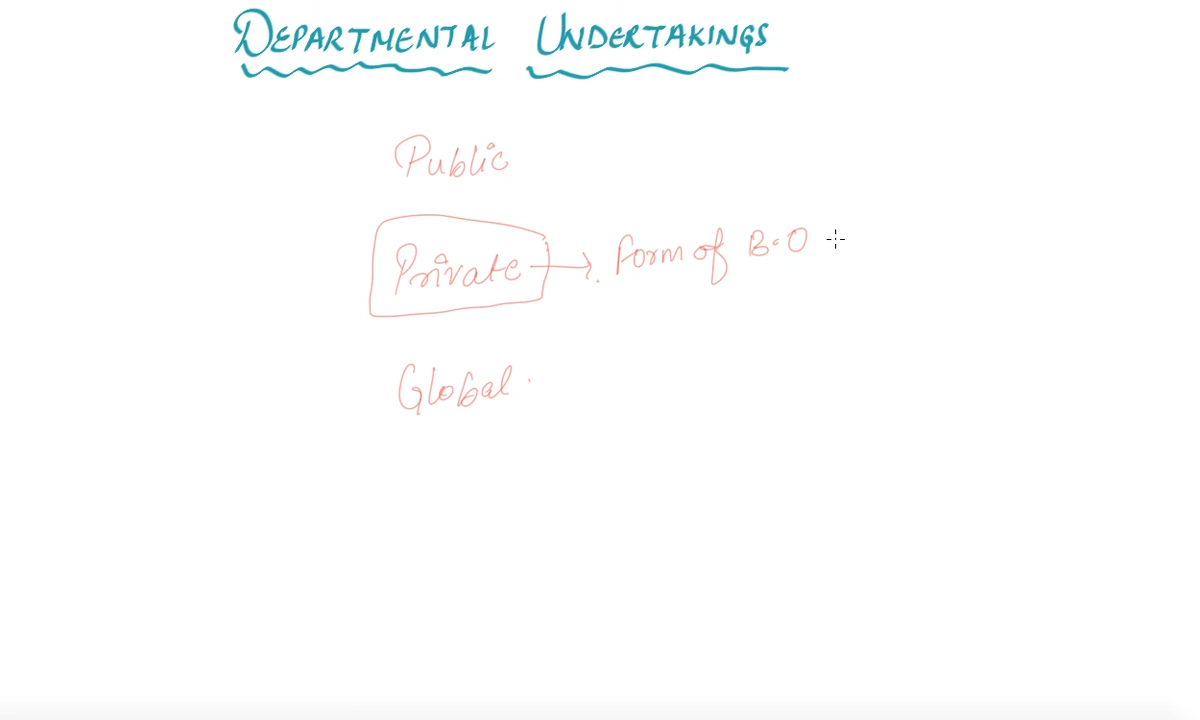 DEPARTMENTAL UNDERTAKINGS
Public
Private → Form of B.O
Global.